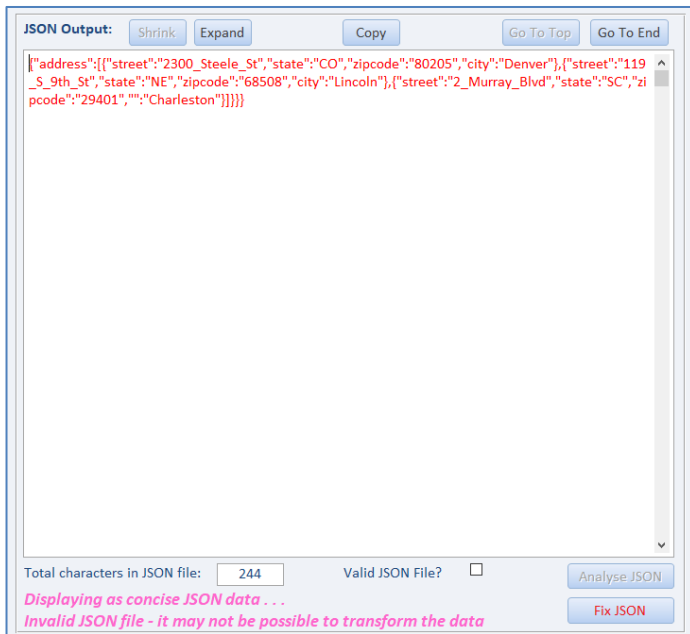 JSON Output: Shrink Expand Copy Go To Top Go To End
{"address":[{"street":"2300_Steele_St","state":"CO","zipcode":"80205","city":"Denver"},{"street":"119
_S_9th_St","state":"NE","zipcode":"68508","city":"Lincoln"},{"street":"2_Murray_Blvd","state":"SC","zi
pcode":"29401","":"Charleston"}]}}}
Total characters in JSON file: 244 Valid JSON File? Analyse JSON
Displaying as concise JSON data . . .
Invalid JSON file - it may not be possible to transform the data Fix JSON